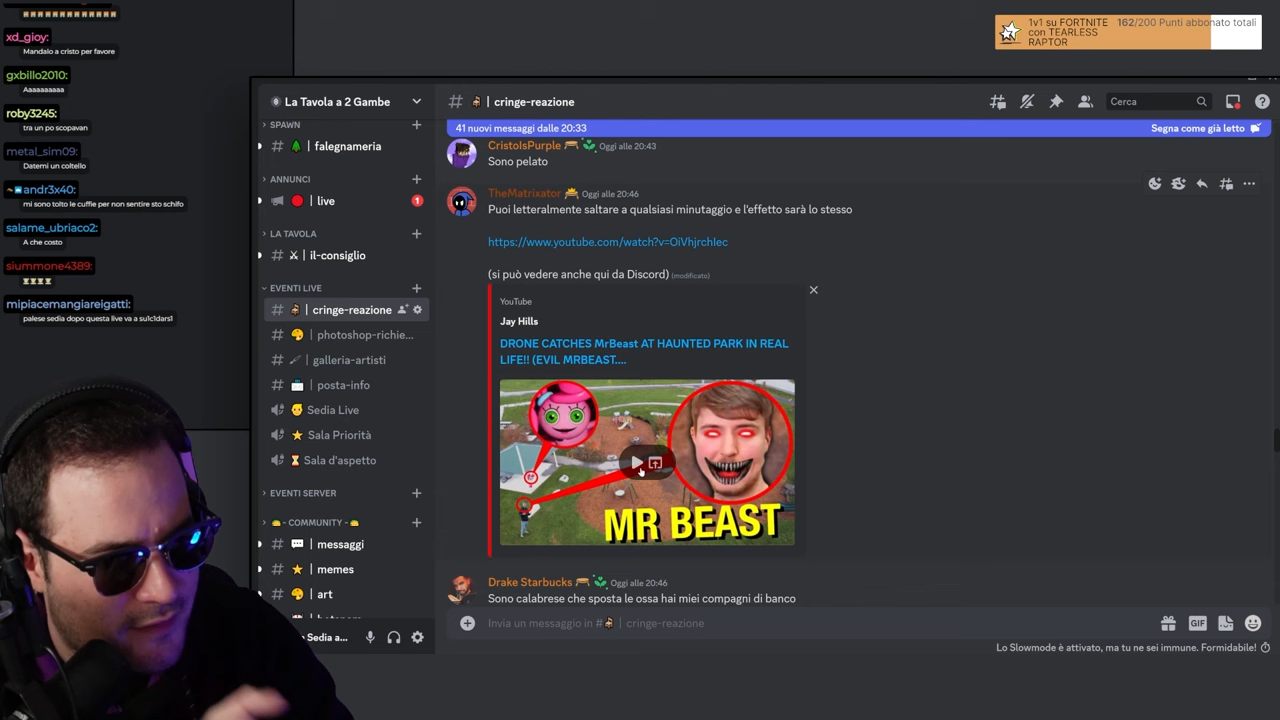 xd_gioy:
Mandalo a cristo per favore
gxbillo2010:
Aaaaaaaaaa
roby3245:
tra un po scopavan
metal_sim09:
Datemi un coltello
andr3x40:
mi sono tolto le cuffie per non sentire sto schifo
salame_ubriaco2:
A che costo
siummone4389:
mipiacemangiareigatti:
palese sedia dopo questa live va a su1c1dars1
1v1 su FORTNITE
con TEARLESS
RAPTOR
162/200 Punti abbonato totali
La Tavola a 2 Gambe
SPAWN
| falegnameria
ANNUNCI
| live
1
LA TAVOLA
| il-consiglio
EVENTI LIVE
| cringe-reazione
| photoshop-richie...
| galleria-artisti
| posta-info
Sedia Live
Sala Priorità
Sala d'aspetto
EVENTI SERVER
- COMMUNITY -
| messaggi
| memes
| art
Sedia a...
# | cringe-reazione
Cerca
41 nuovi messaggi dalle 20:33
Segna come già letto
CristoIsPurple Oggi alle 20:43
Sono pelato
TheMatrixator Oggi alle 20:46
Puoi letteralmente saltare a qualsiasi minutaggio e l'effetto sarà lo stesso
https://www.youtube.com/watch?v=OiVhjrchIec
(si può vedere anche qui da Discord) (modificato)
YouTube
Jay Hills
DRONE CATCHES MrBeast AT HAUNTED PARK IN REAL
LIFE!! (EVIL MRBEAST....
MR BEAST
Drake Starbucks Oggi alle 20:46
Sono calabrese che sposta le ossa hai miei compagni di banco
Invia un messaggio in # | cringe-reazione
GIF
Lo Slowmode è attivato, ma tu ne sei immune. Formidabile!